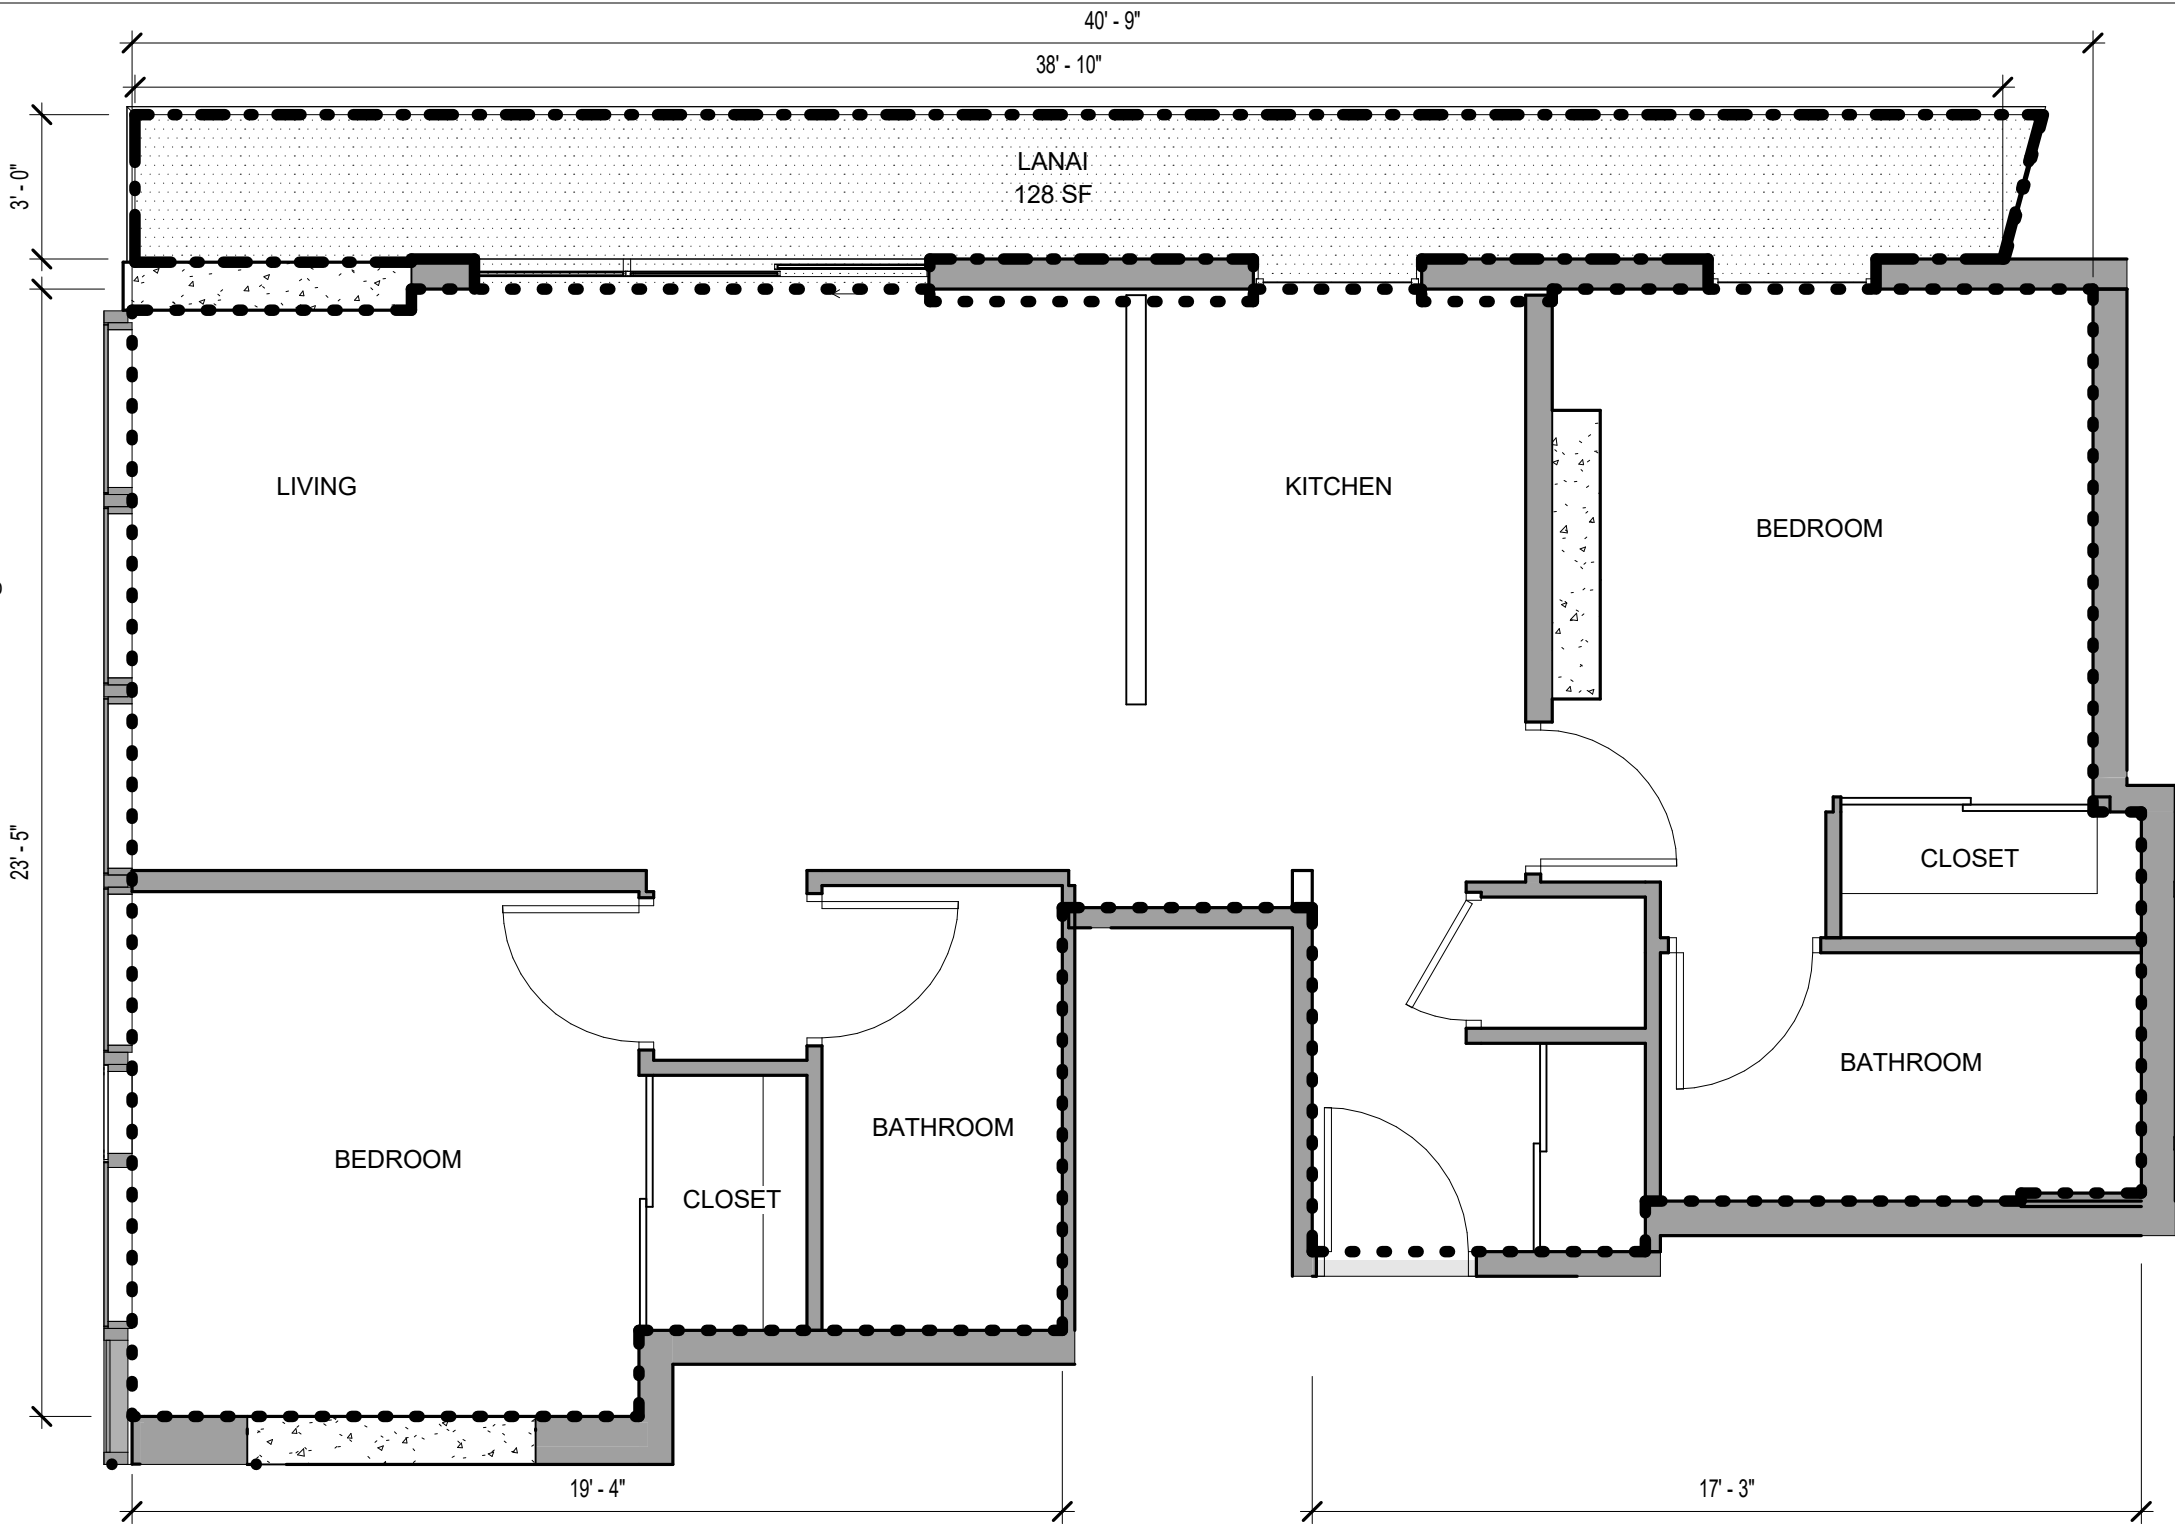 40' - 9"
38' - 10"
3' - 0"
LANAI
128 SF
LIVING
KITCHEN
BEDROOM
23' - 5"
CLOSET
BATHROOM
BATHROOM
BEDROOM
CLOSET
19' - 4"
17' - 3"